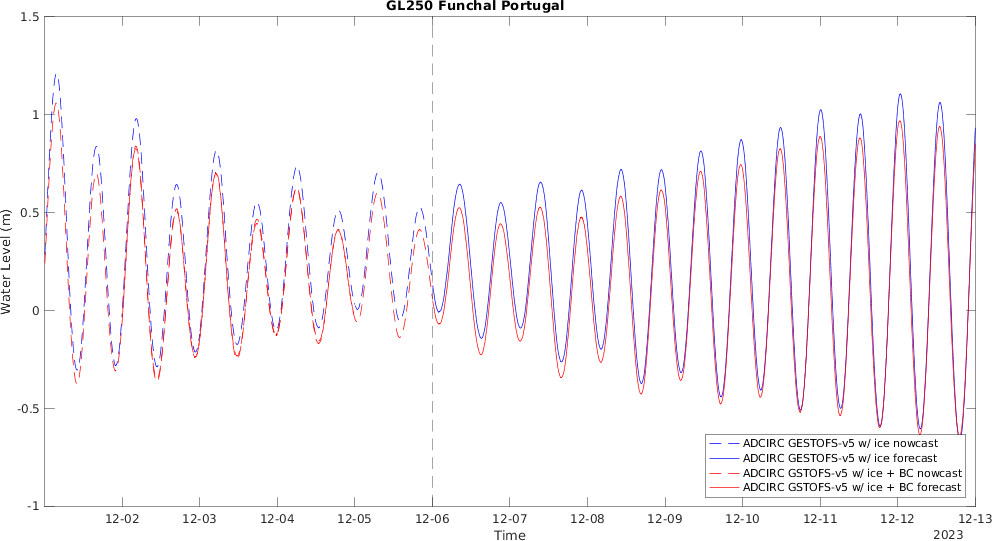 GL250 Funchal Portugal
1.5
1
0.5
0
-0.5
-1
Water Level (m)
ADCIRC GESTOFS-v5 w/ ice nowcast
ADCIRC GESTOFS-v5 w/ ice forecast
ADCIRC GSTOFS-v5 w/ ice + BC nowcast
ADCIRC GSTOFS-v5 w/ ice + BC forecast
12-02 12-03 12-04 12-05 12-06 12-07 12-08 12-09 12-10 12-11 12-12 12-13
Time
2023